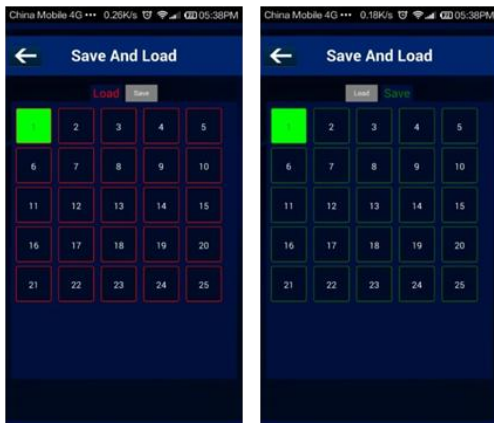 China Mobile 4G ••• 0.26K/s 05:38PM
Save And Load
Load Save
1 2 3 4 5
6 7 8 9 10
11 12 13 14 15
16 17 18 19 20
21 22 23 24 25
China Mobile 4G ••• 0.18K/s 05:38PM
Save And Load
Load Save
1 2 3 4 5
6 7 8 9 10
11 12 13 14 15
16 17 18 19 20
21 22 23 24 25